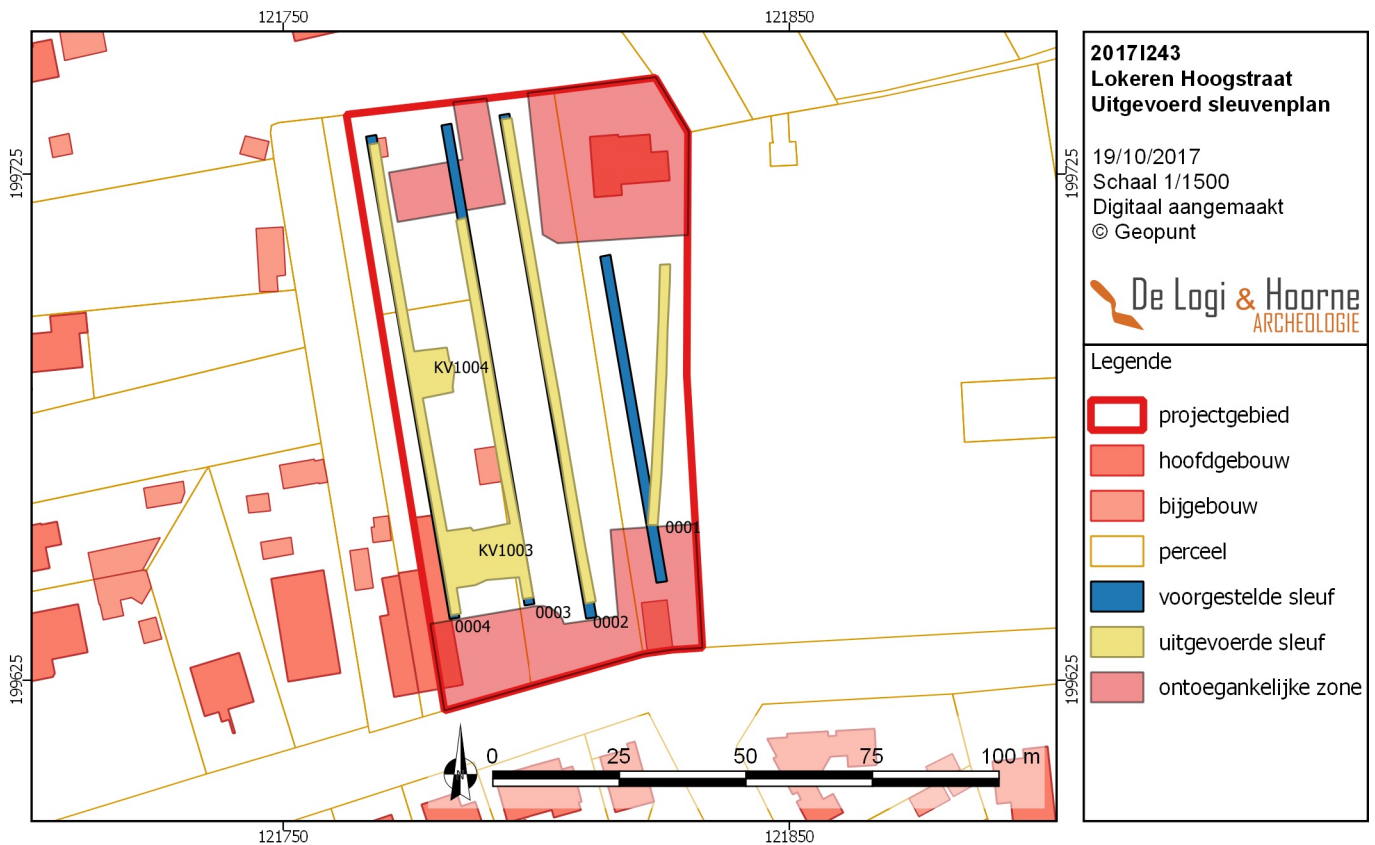 121750
121850
199725
199725
199625
199625
KV1004
KV1003
0001
0002
0003
0004
0
25
50
75
100 m
121750
121850
2017I243
Lokeren Hoogstraat
Uitgevoerd sleuvenplan
19/10/2017
Schaal 1/1500
Digitaal aangemaakt
© Geopunt
De Logi & Hoorne
ARCHEOLOGIE
Legende
projectgebied
hoofdgebouw
bijgebouw
perceel
voorgestelde sleuf
uitgevoerde sleuf
ontoegankelijke zone